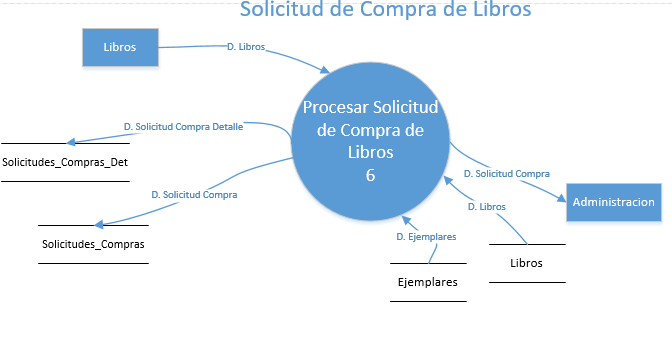 Solicitud de Compra de Libros
Libros
D. Libros
Procesar Solicitud
de Compra de
Libros
6
D. Solicitud Compra Detalle
Solicitudes_Compras_Det
D. Solicitud Compra
D. Solicitud Compra
Administracion
D. Libros
Solicitudes_Compras
D. Ejemplares
Libros
Ejemplares